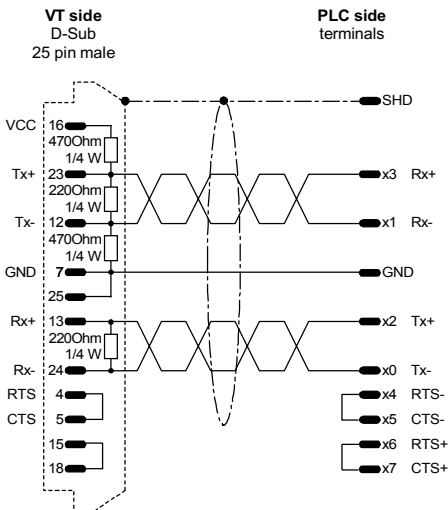 VT side
D-Sub
25 pin male
PLC side
terminals
SHD
VCC 16
470Ohm
1/4 W
Tx+ 23
x3 Rx+
220Ohm
1/4 W
Tx- 12
x1 Rx-
470Ohm
1/4 W
GND 7
GND
25
Rx+ 13
x2 Tx+
220Ohm
1/4 W
Rx- 24
x0 Tx-
RTS 4
x4 RTS-
CTS 5
x5 CTS-
15
x6 RTS+
18
x7 CTS+